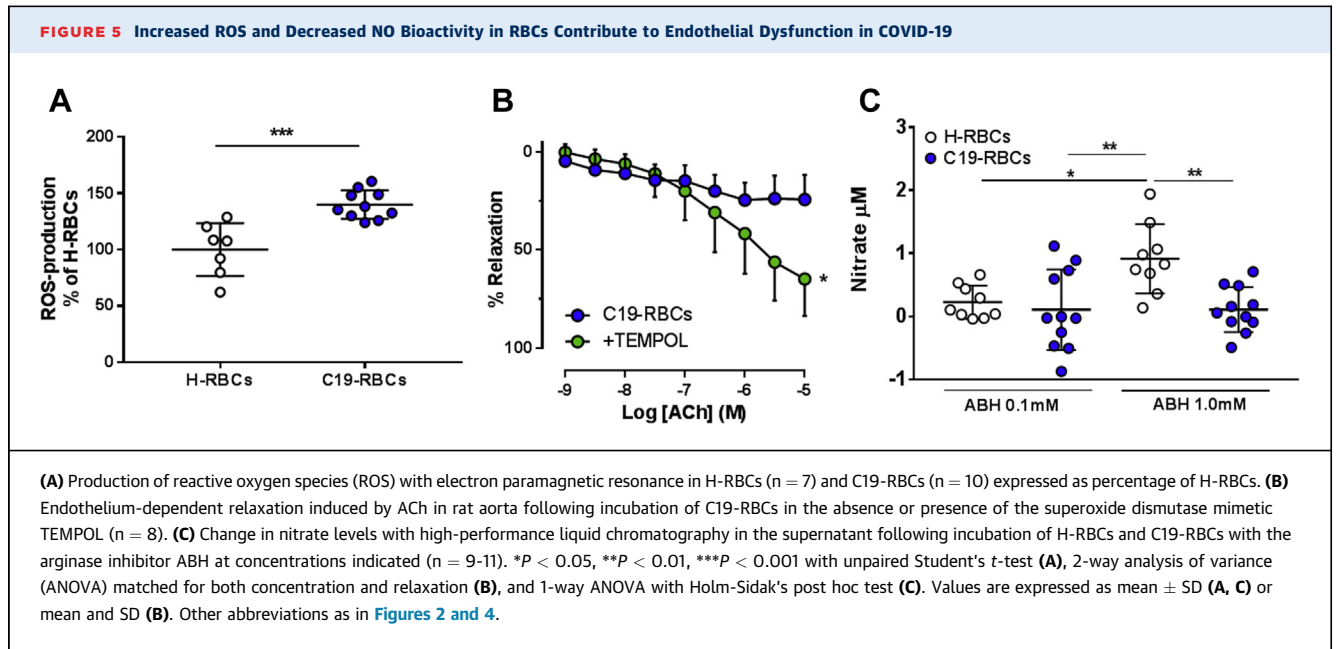 FIGURE 5 Increased ROS and Decreased NO Bioactivity in RBCs Contribute to Endothelial Dysfunction in COVID-19
A
***
200
150
100
50
0
ROS-production
% of H-RBCs
H-RBCs
C19-RBCs
B
0
50
100
% Relaxation
C19-RBCs
+TEMPOL
*
-9
-8
-7
-6
-5
Log [ACh] (M)
C
3
2
1
0
-1
Nitrate µM
H-RBCs
C19-RBCs
**
*
**
ABH 0.1mM
ABH 1.0mM
(A) Production of reactive oxygen species (ROS) with electron paramagnetic resonance in H-RBCs (n = 7) and C19-RBCs (n = 10) expressed as percentage of H-RBCs. (B)
Endothelium-dependent relaxation induced by ACh in rat aorta following incubation of C19-RBCs in the absence or presence of the superoxide dismutase mimetic
TEMPOL (n = 8). (C) Change in nitrate levels with high-performance liquid chromatography in the supernatant following incubation of H-RBCs and C19-RBCs with the
arginase inhibitor ABH at concentrations indicated (n = 9-11). *P < 0.05, **P < 0.01, ***P < 0.001 with unpaired Student's t-test (A), 2-way analysis of variance
(ANOVA) matched for both concentration and relaxation (B), and 1-way ANOVA with Holm-Sidak's post hoc test (C). Values are expressed as mean ± SD (A, C) or
mean and SD (B). Other abbreviations as in Figures 2 and 4.